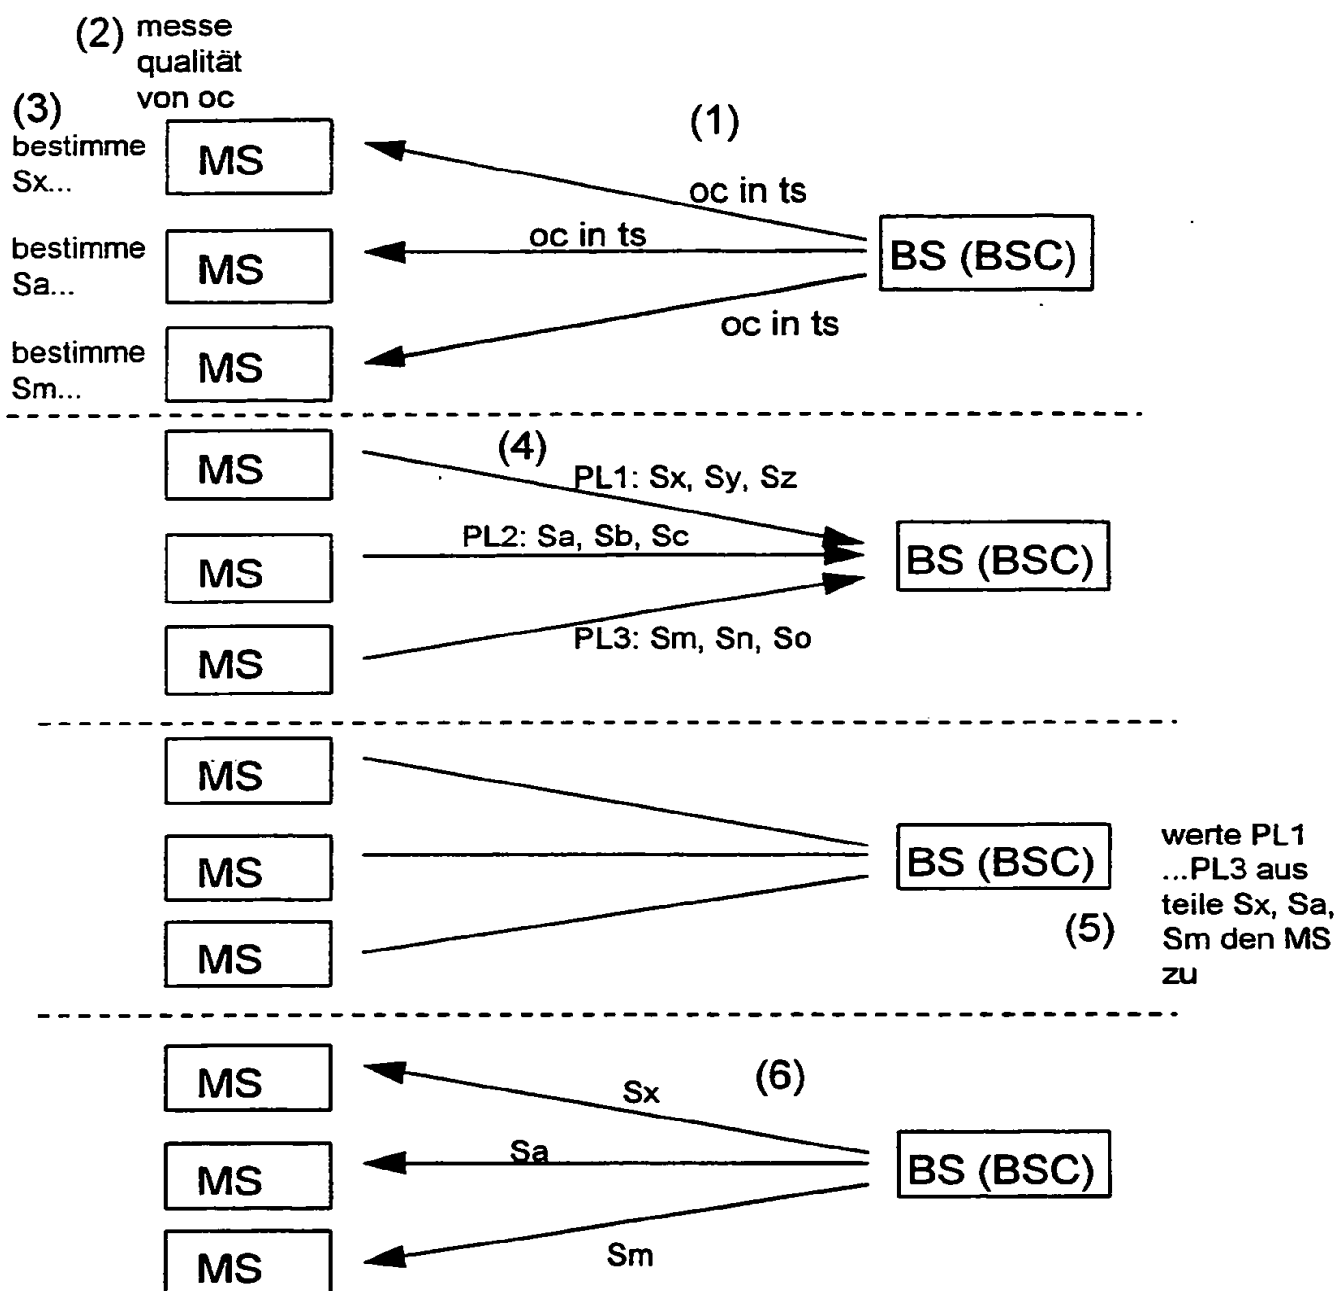 (2) messe
qualität
von oc
(3)
bestimme
Sx...
MS
(1)
oc in ts
bestimme
Sa...
MS
oc in ts
BS (BSC)
bestimme
Sm...
MS
oc in ts
MS
(4)
PL1: Sx, Sy, Sz
MS
PL2: Sa, Sb, Sc
BS (BSC)
MS
PL3: Sm, Sn, So
MS
MS
BS (BSC)
MS
werte PL1
...PL3 aus
teile Sx, Sa,
(5)
Sm den MS
zu
MS
Sx
(6)
MS
Sa
BS (BSC)
MS
Sm